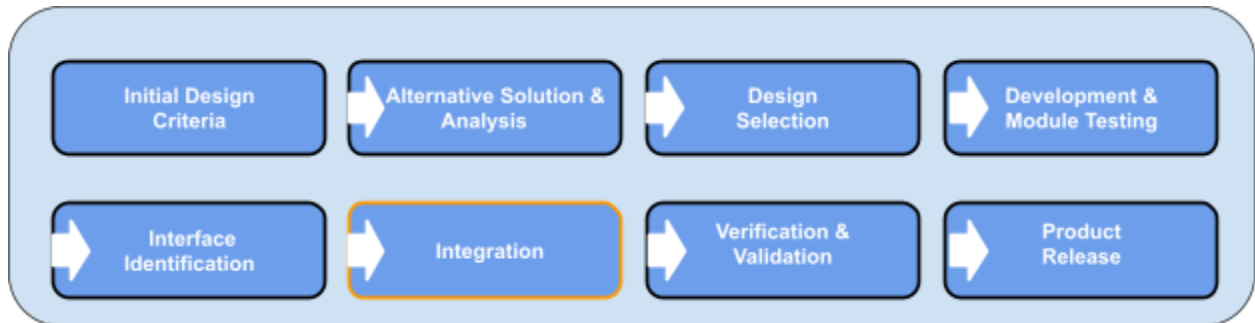 Initial Design
Criteria
Alternative Solution &
Analysis
Design
Selection
Development &
Module Testing
Interface
Identification
Integration
Verification &
Validation
Product
Release